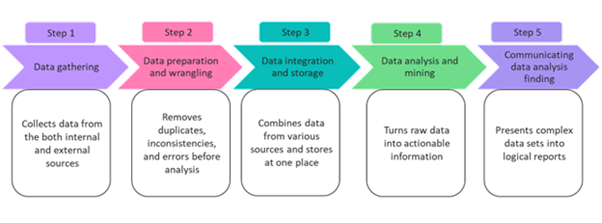 Step 1
Step 2
Step 3
Step 4
Step 5
Data gathering
Data preparation
and wrangling
Data integration
and storage
Data analysis and
mining
Communicating
data analysis
finding
Collects data from
the both internal
and external
sources
Removes
duplicates,
inconsistencies,
and errors before
analysis
Combines data
from various
sources and stores
at one place
Turns raw data
into actionable
information
Presents complex
data sets into
logical reports